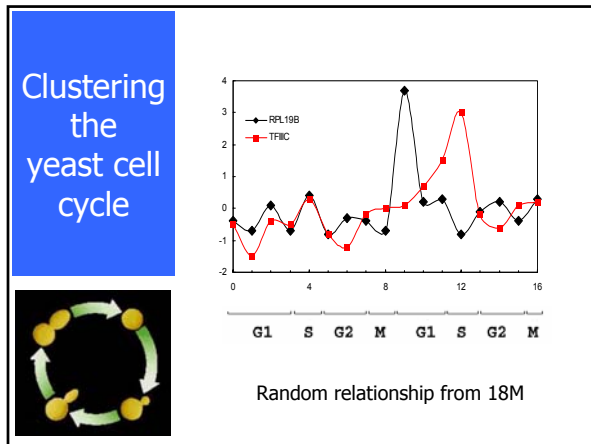 Clustering
the
yeast cell
cycle
4
3
2
1
0
-1
-2
RPL19B
TFIIIC
0 4 8 12 16
G1 S G2 M G1 S G2 M
Random relationship from 18M